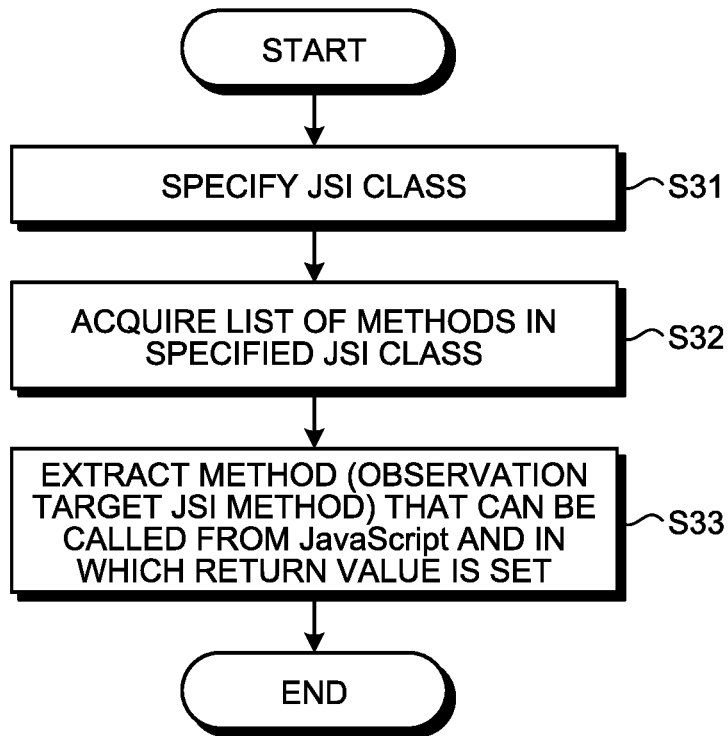 START
SPECIFY JSI CLASS
S31
ACQUIRE LIST OF METHODS IN
SPECIFIED JSI CLASS
S32
EXTRACT METHOD (OBSERVATION
TARGET JSI METHOD) THAT CAN BE
CALLED FROM JavaScript AND IN
WHICH RETURN VALUE IS SET
S33
END